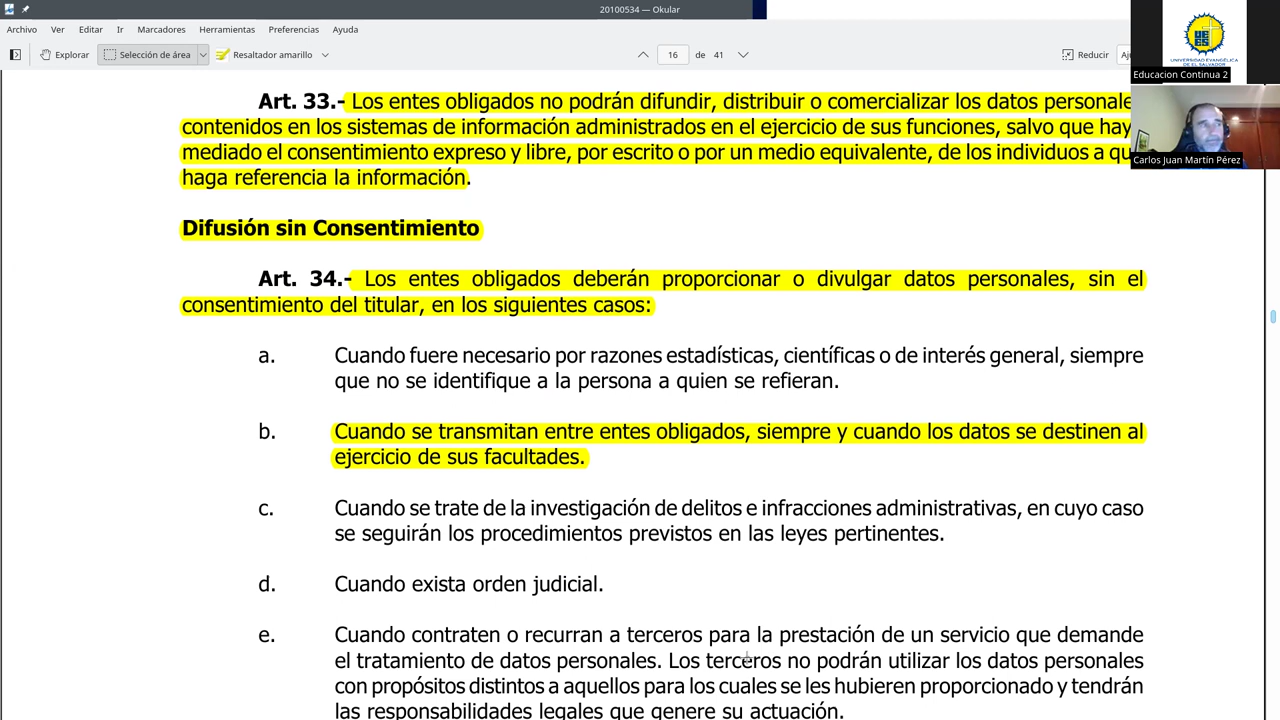 20100534 — Okular
Archivo Ver Editar Ir Marcadores Herramientas Preferencias Ayuda
Explorar Selección de área Resaltador amarillo 16 de 41 Reducir
UEES
UNIVERSIDAD EVANGÉLICA
DE EL SALVADOR
Educacion Continua 2
Carlos Juan Martín Pérez
Art. 33.- Los entes obligados no podrán difundir, distribuir o comercializar los datos personale
contenidos en los sistemas de información administrados en el ejercicio de sus funciones, salvo que hay
mediado el consentimiento expreso y libre, por escrito o por un medio equivalente, de los individuos a qu
haga referencia la información.
Difusión sin Consentimiento
Art. 34.- Los entes obligados deberán proporcionar o divulgar datos personales, sin el
consentimiento del titular, en los siguientes casos:
a. Cuando fuere necesario por razones estadísticas, científicas o de interés general, siempre
que no se identifique a la persona a quien se refieran.
b. Cuando se transmitan entre entes obligados, siempre y cuando los datos se destinen al
ejercicio de sus facultades.
c. Cuando se trate de la investigación de delitos e infracciones administrativas, en cuyo caso
se seguirán los procedimientos previstos en las leyes pertinentes.
d. Cuando exista orden judicial.
e. Cuando contraten o recurran a terceros para la prestación de un servicio que demande
el tratamiento de datos personales. Los terceros no podrán utilizar los datos personales
con propósitos distintos a aquellos para los cuales se les hubieren proporcionado y tendrán
las responsabilidades legales que genere su actuación.